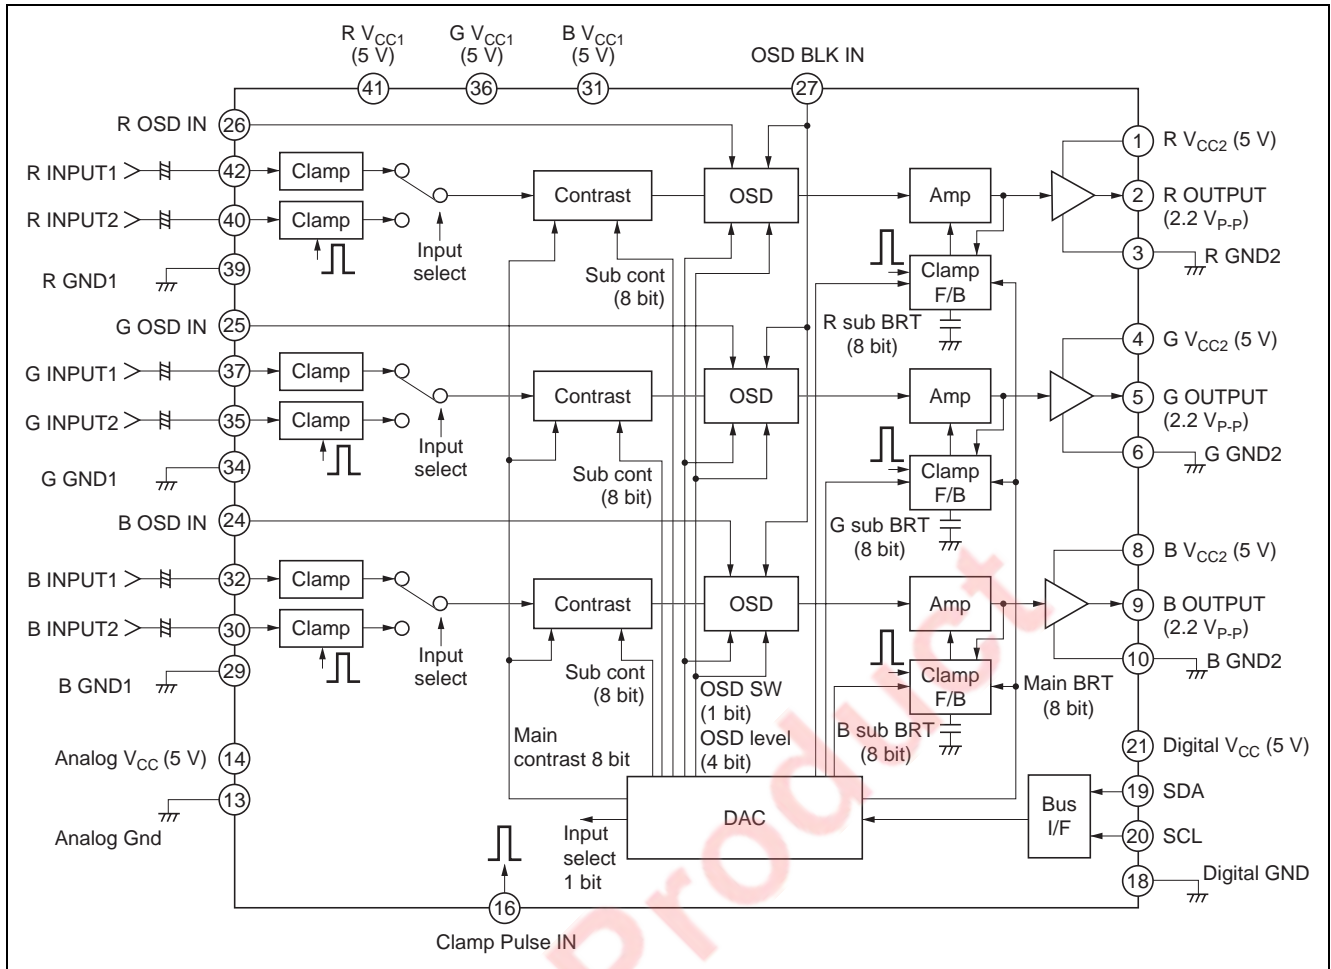 R VCC1 (5 V)
G VCC1 (5 V)
B VCC1 (5 V)
OSD BLK IN
41
36
31
27
R OSD IN
26
R INPUT1
42
Clamp
R INPUT2
40
Clamp
R GND1
39
Input select
Contrast
Sub cont (8 bit)
OSD
Amp
Clamp F/B
R sub BRT (8 bit)
1
R VCC2 (5 V)
2
R OUTPUT (2.2 VP-P)
3
R GND2
G OSD IN
25
G INPUT1
37
Clamp
G INPUT2
35
Clamp
G GND1
34
Input select
Contrast
Sub cont (8 bit)
OSD
Amp
Clamp F/B
G sub BRT (8 bit)
4
G VCC2 (5 V)
5
G OUTPUT (2.2 VP-P)
6
G GND2
B OSD IN
24
B INPUT1
32
Clamp
B INPUT2
30
Clamp
B GND1
29
Input select
Contrast
Sub cont (8 bit)
OSD
OSD SW (1 bit)
OSD level (4 bit)
Amp
Clamp F/B
B sub BRT (8 bit)
Main BRT (8 bit)
8
B VCC2 (5 V)
9
B OUTPUT (2.2 VP-P)
10
B GND2
Main contrast 8 bit
Analog VCC (5 V)
14
13
Analog Gnd
DAC
Input select 1 bit
Bus I/F
21
Digital VCC (5 V)
19
SDA
20
SCL
18
Digital GND
16
Clamp Pulse IN
Product